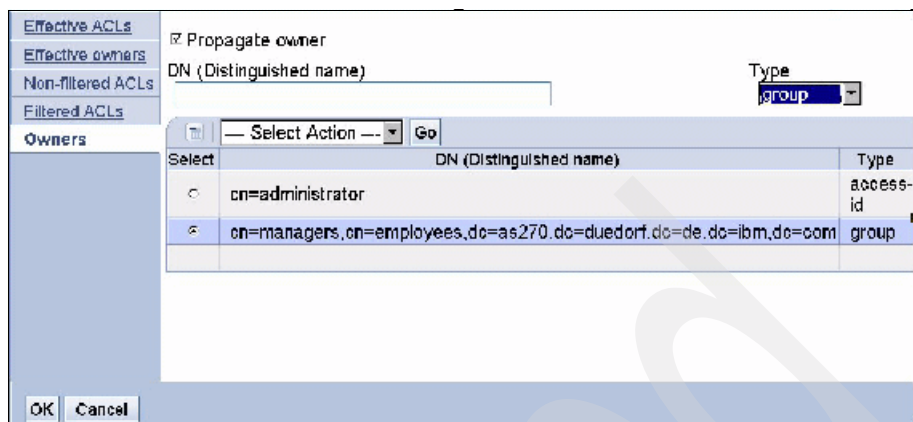 Effective ACLs
Effective owners
Non-filtered ACLs
Filtered ACLs
Owners
Propagate owner
DN (Distinguished name)
Type
group
— Select Action —
Go
Select
DN (Distinguished name)
Type
cn=administrator
access-
id
cn=managers,cn=employees,dc=as270.dc=duedorf.dc=de.dc=ibm,dc=com
group
OK
Cancel